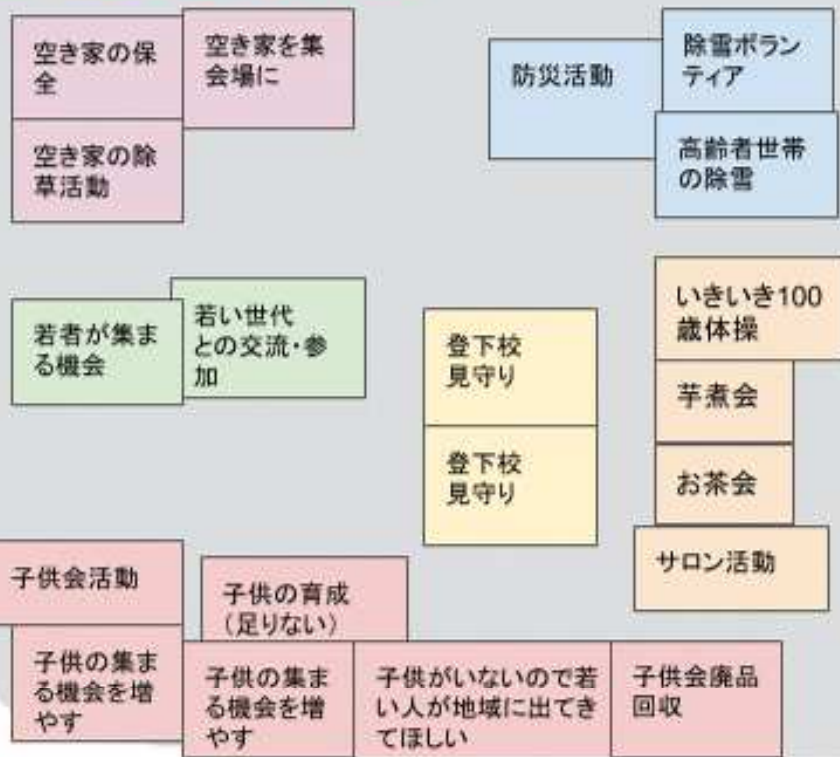 空き家の保
全
空き家を集
会場に
空き家の除
草活動
防災活動
除雪ボラン
ティア
高齢者世帯
の除雪
若者が集ま
る機会
若い世代
との交流・参
加
登下校
見守り
登下校
見守り
いきいき100
歳体操
芋煮会
お茶会
サロン活動
子供会活動
子供の育成
（足りない）
子供の集ま
る機会を増
やす
子供の集ま
る機会を増
やす
子供がいないので若
い人が地域に出てき
てほしい
子供会廃品
回収